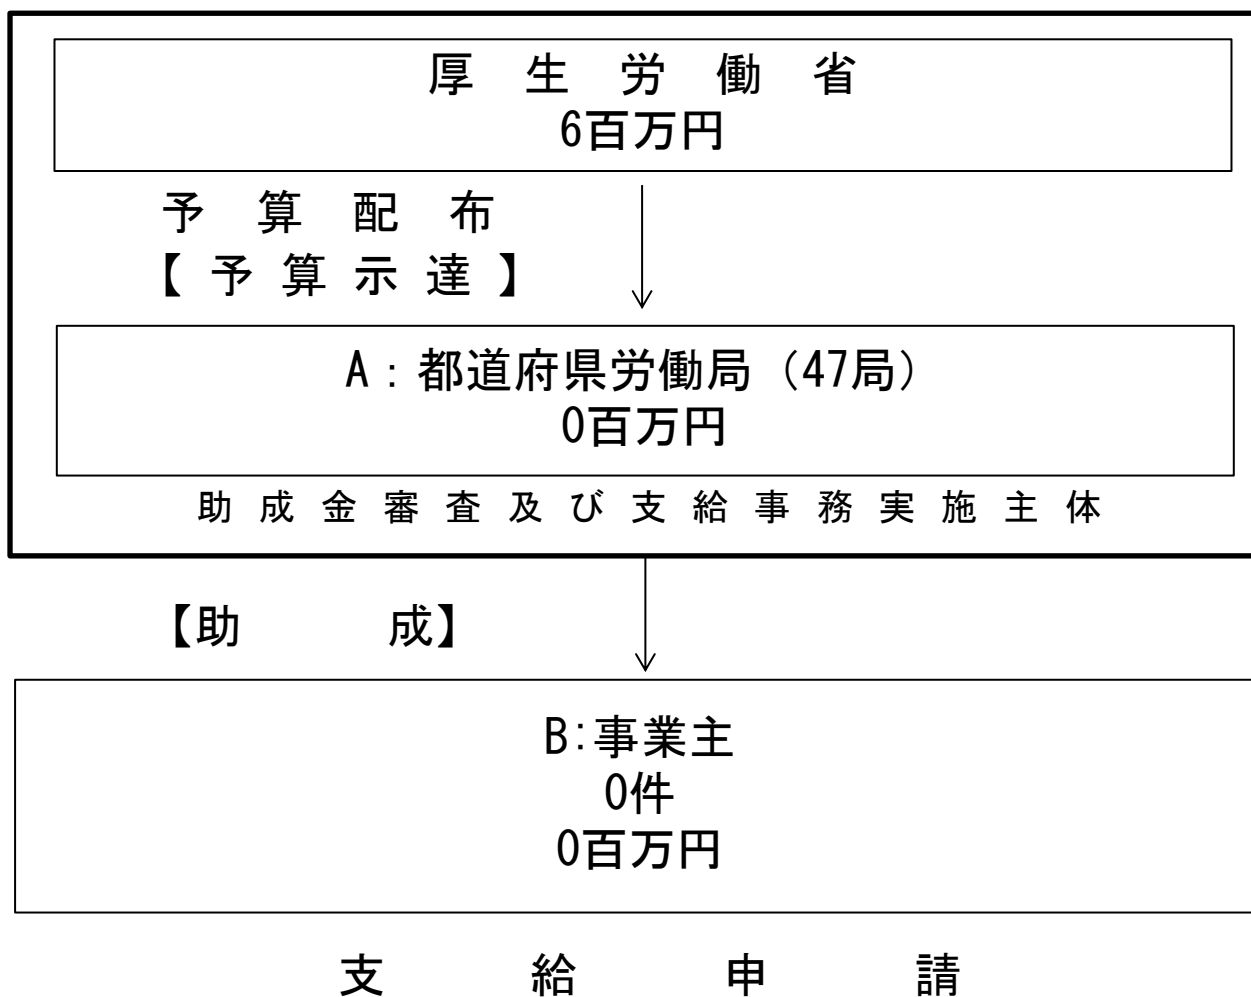 厚生労働省
6百万円
予算配布
【予算示達】
A：都道府県労働局（47局）
0百万円
助成金審査及び支給事務実施主体
【助 成】
B:事業主
0件
0百万円
支給申請